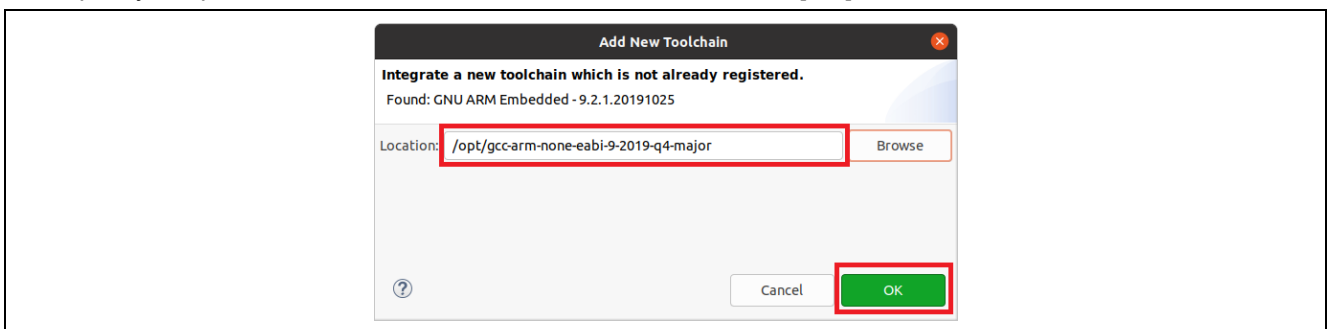 Add New Toolchain
Integrate a new toolchain which is not already registered.
Found: GNU ARM Embedded - 9.2.1.20191025
Location: /opt/gcc-arm-none-eabi-9-2019-q4-major Browse
? Cancel OK